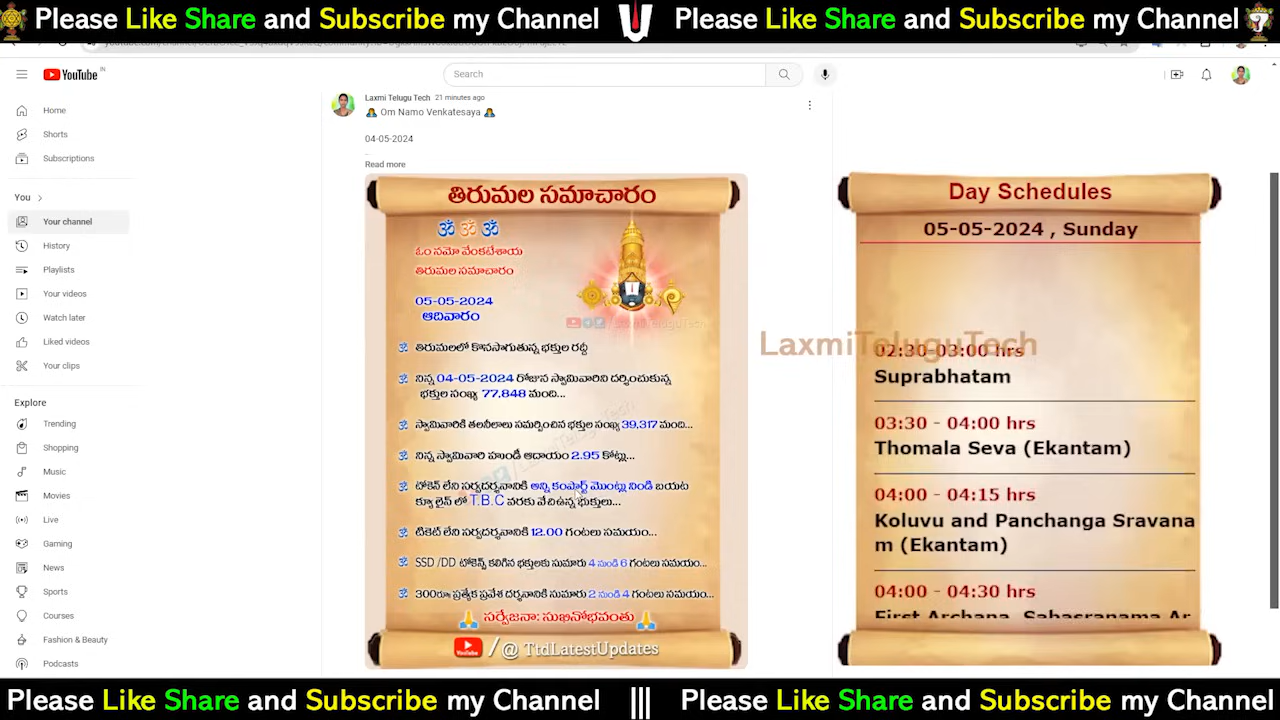 Please Like Share and Subscribe my Channel
Please Like Share and Subscribe my Channel
YouTube IN
Search
Home
Shorts
Subscriptions
You
Your channel
History
Playlists
Your videos
Watch later
Liked videos
Your clips
Explore
Trending
Shopping
Music
Movies
Live
Gaming
News
Sports
Courses
Fashion & Beauty
Podcasts
Laxmi Telugu Tech 21 minutes ago
Om Namo Venkatesaya
04-05-2024
Read more
తిరుమల సమాచారం
ॐ ॐ ॐ
ఓం నమో వేంకటేశాయ
తిరుమల సమాచారం
05-05-2024
ఆదివారం
ॐ తిరుమలలో కొనసాగుతున్న భక్తుల రద్దీ
ॐ నిన్న 04-05-2024 రోజున స్వామివారిని దర్శించుకున్న
భక్తుల సంఖ్య 77,848 మంది...
ॐ స్వామివారికి తలనీలాలు సమర్పించిన భక్తుల సంఖ్య 39,317 మంది...
ॐ నిన్న స్వామివారి హుండీ ఆదాయం 2.95 కోట్లు...
ॐ టోకెన్ లేని సర్వదర్శనానికి అన్ని కంపార్ట్ మెంట్లు నిండి బయట
క్యూ లైన్ లో T.B.C వరకు వేచిఉన్న భక్తులు...
ॐ టికెట్ లేని సర్వదర్శనానికి 12.00 గంటలు సమయం...
ॐ SSD /DD టోకెన్స్ కలిగిన భక్తులకు సుమారు 4 నుండి 6 గంటలు సమయం...
ॐ 300రూ ప్రత్యేక ప్రవేశ దర్శనానికి సుమారు 2 నుండి 4 గంటలు సమయం...
సర్వేజనా: సుఖినోభవంతు
YouTube /@ TtdLatestUpdates
Day Schedules
05-05-2024 , Sunday
LaxmiTeluguTech
02:30-03:00 hrs
Suprabhatam
03:30 - 04:00 hrs
Thomala Seva (Ekantam)
04:00 - 04:15 hrs
Koluvu and Panchanga Sravana
m (Ekantam)
04:00 - 04:30 hrs
First Archana, Sahasranama Ar
Please Like Share and Subscribe my Channel
Please Like Share and Subscribe my Channel